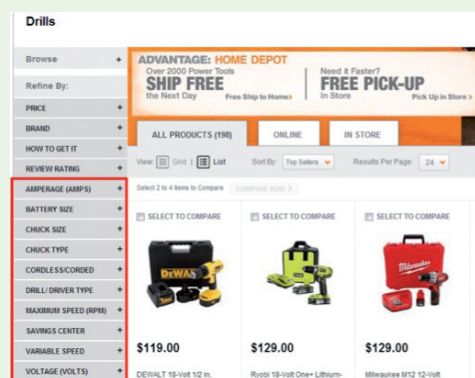 Drills
Browse +
Refine By:
PRICE +
BRAND +
HOW TO GET IT +
REVIEW RATING +
AMPERAGE (AMPS) +
BATTERY SIZE +
CHUCK SIZE +
CHUCK TYPE +
CORDLESS/CORDED +
DRILL/ DRIVER TYPE +
MAXIMUM SPEED (RPM) +
SAVINGS CENTER +
VARIABLE SPEED +
VOLTAGE (VOLTS) +
ADVANTAGE: HOME DEPOT
Over 2000 Power Tools
SHIP FREE
the Next Day Free Ship to Home>
Need it Faster?
FREE PICK-UP
In Store Pick Up in Store >
ALL PRODUCTS (198) ONLINE IN STORE
View: Grid | List Sort By: Top Sellers Results Per Page: 24
Select 2 to 4 items to Compare COMPARE NOW >
SELECT TO COMPARE SELECT TO COMPARE SELECT TO COMPARE
DEWALT
Milwaukee
$119.00 $129.00 $129.00
DEWALT 18-Volt 1/2 in. Ryobi 18-Volt One+ Lithium- Milwaukee M12 12-Volt